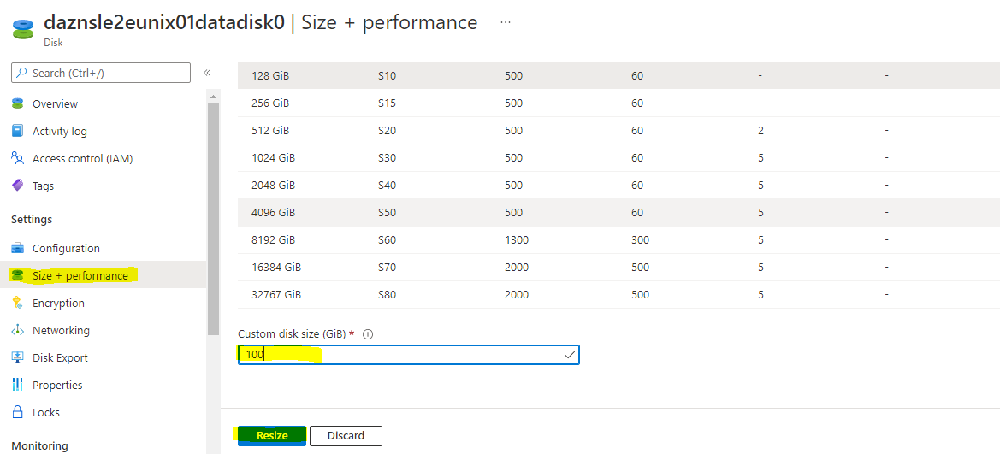 daznsle2eunix01datadisk0 | Size + performance ...
Disk
Search (Ctrl+/) «
Overview
Activity log
Access control (IAM)
Tags
Settings
Configuration
Size + performance
Encryption
Networking
Disk Export
Properties
Locks
Monitoring
128 GiB S10 500 60 - -
256 GiB S15 500 60 - -
512 GiB S20 500 60 2 -
1024 GiB S30 500 60 5 -
2048 GiB S40 500 60 5 -
4096 GiB S50 500 60 5 -
8192 GiB S60 1300 300 5 -
16384 GiB S70 2000 500 5 -
32767 GiB S80 2000 500 5 -
Custom disk size (GiB) *
100
Resize Discard